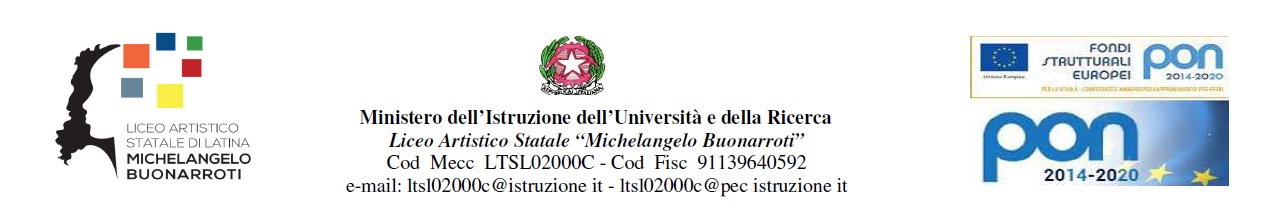 LICEO ARTISTICO
STATALE DI LATINA
MICHELANGELO
BUONARROTI
Ministero dell'Istruzione dell'Università e della Ricerca
Liceo Artistico Statale "Michelangelo Buonarroti"
Cod Mecc LTSL02000C - Cod Fisc 91139640592
e-mail: ltsl02000c@istruzione it - ltsl02000c@pec istruzione it
Unione Europea
FONDI
STRUTTURALI
EUROPEI
pon
2014-2020
pon
2014-2020